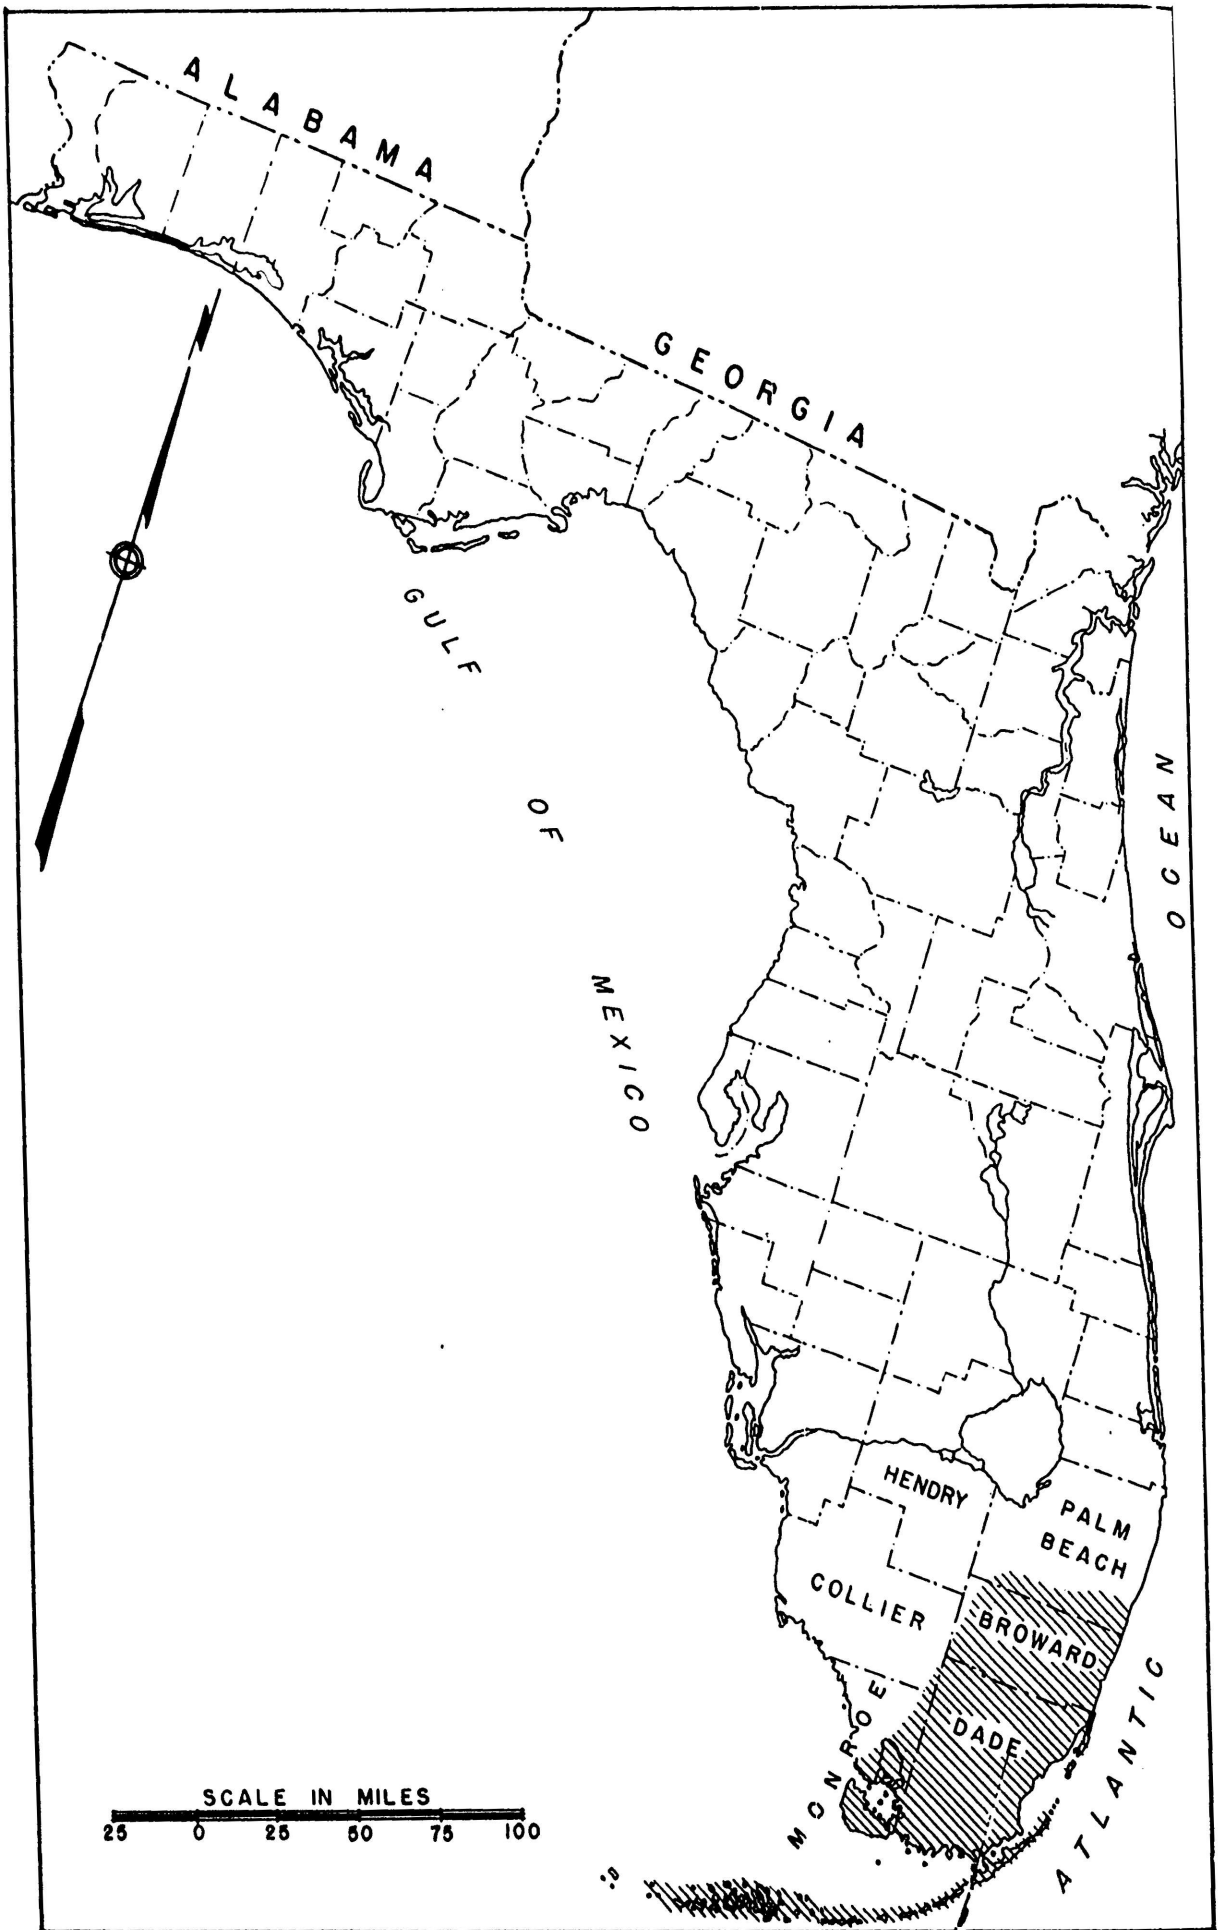 ALABAMA
GEORGIA
GULF
OF
MEXICO
OCEAN
HENDRY
PALM
BEACH
COLLIER
BROWARD
MONROE
DADE
ATLANTIC
SCALE IN MILES
25 0 25 50 75 100